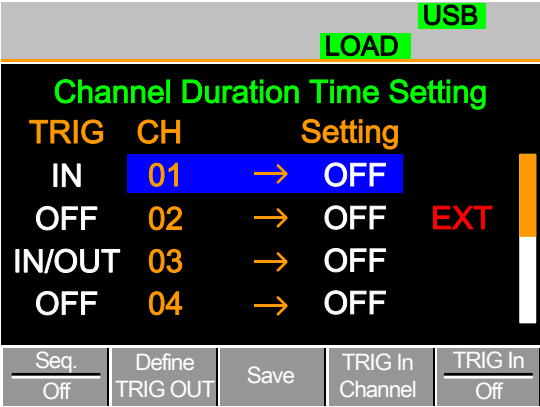 USB
LOAD
Channel Duration Time Setting
TRIG CH Setting
IN 01 → OFF
OFF 02 → OFF EXT
IN/OUT 03 → OFF
OFF 04 → OFF
Seq. Define Save TRIG In TRIG In
Off TRIG OUT Channel Off